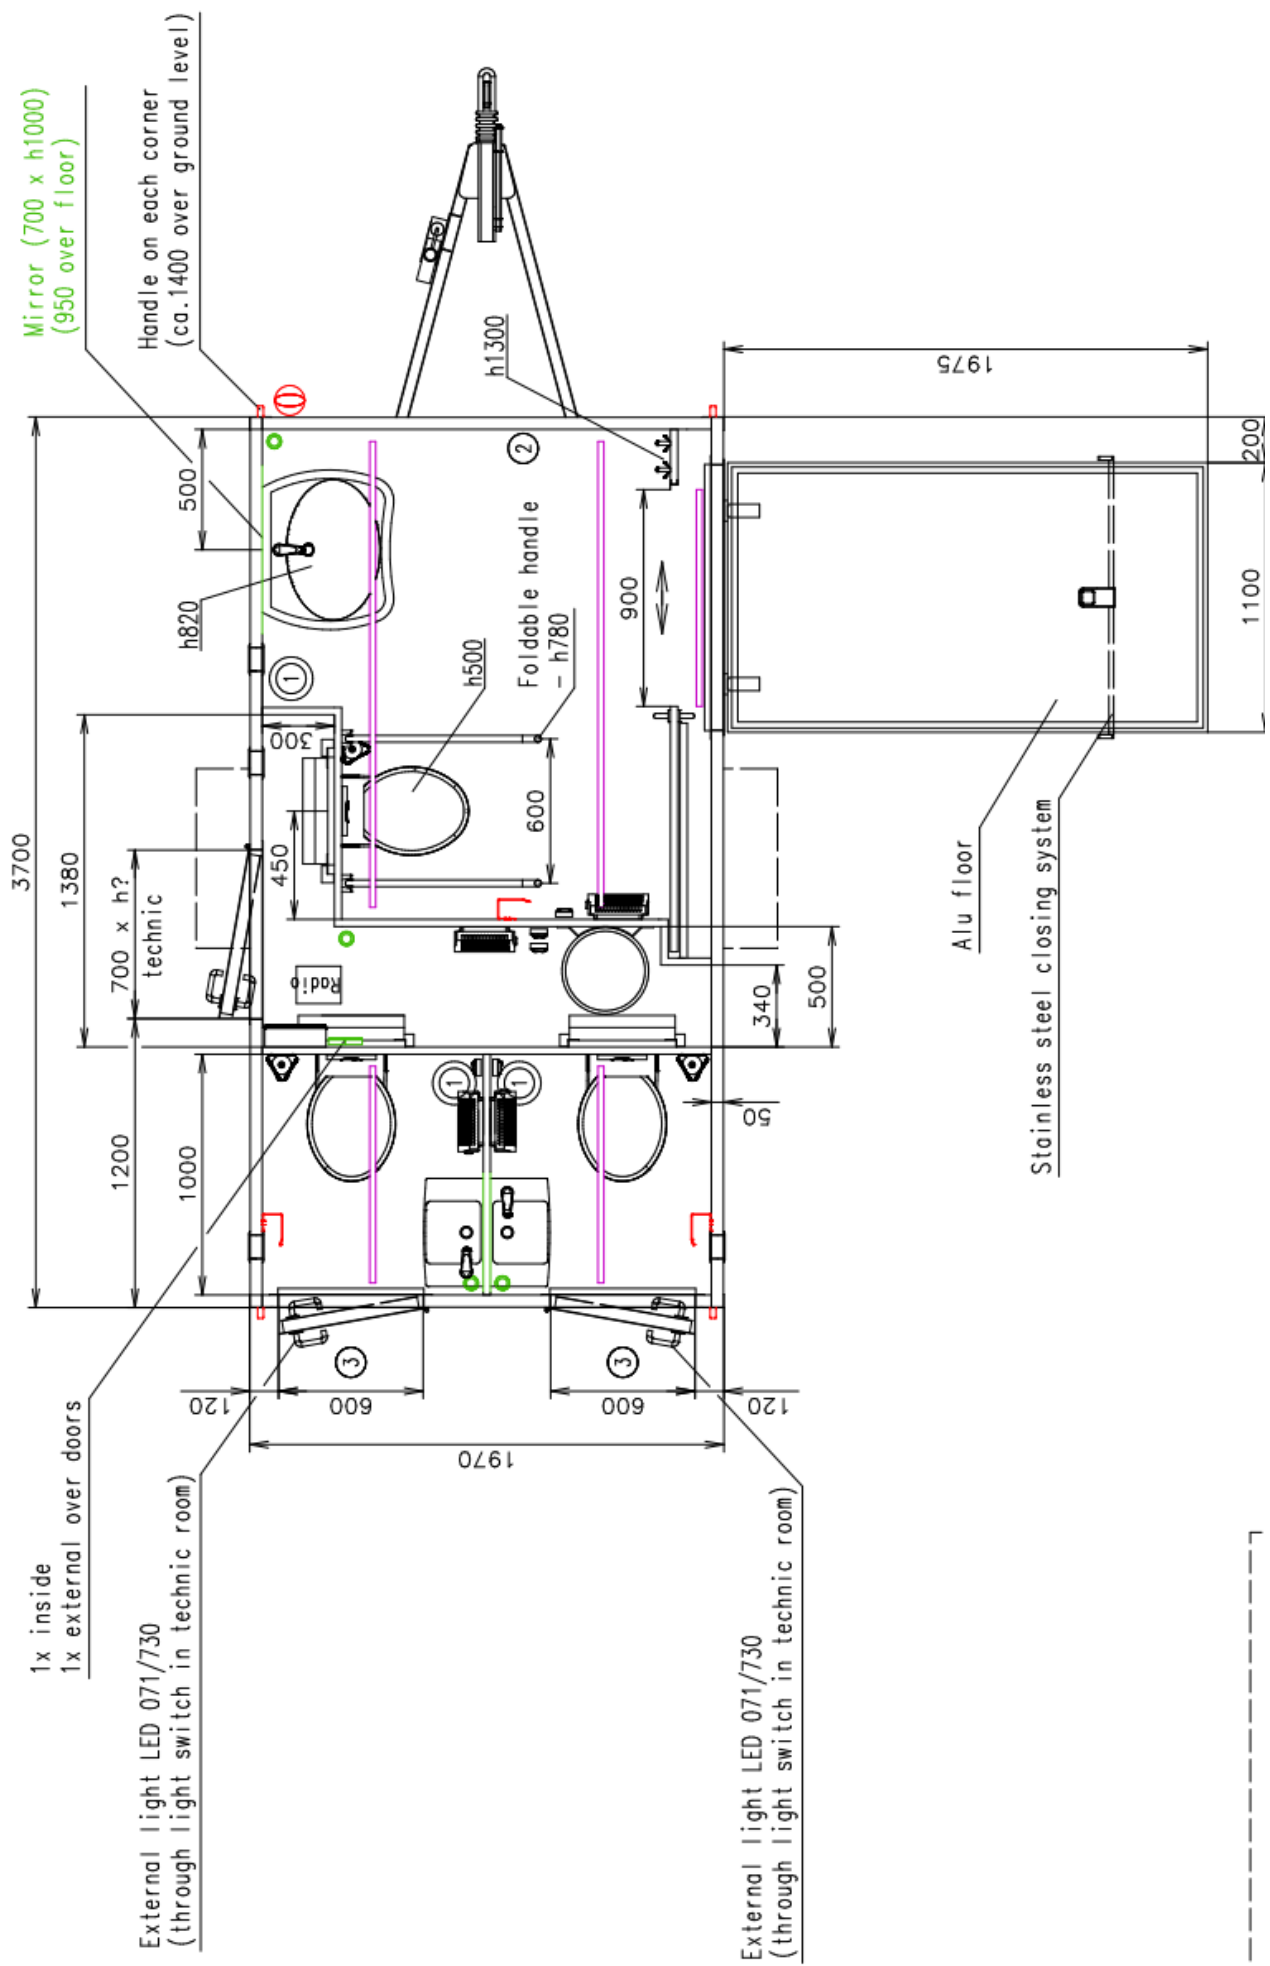 Mirror (700 x h1000)
(950 over floor)
Handle on each corner
(ca.1400 over ground level)
3700
1380
700 x h?
technic
1200
1000
500
h820
300
450
h500
Foldable handle
- h780
600
900
h1300
Radio
1
1
1
2
3
3
340
500
50
1975
200
1100
Alu floor
Stainless steel closing system
120
600
600
120
1970
1x inside
1x external over doors
External light LED 071/730
(through light switch in technic room)
External light LED 071/730
(through light switch in technic room)